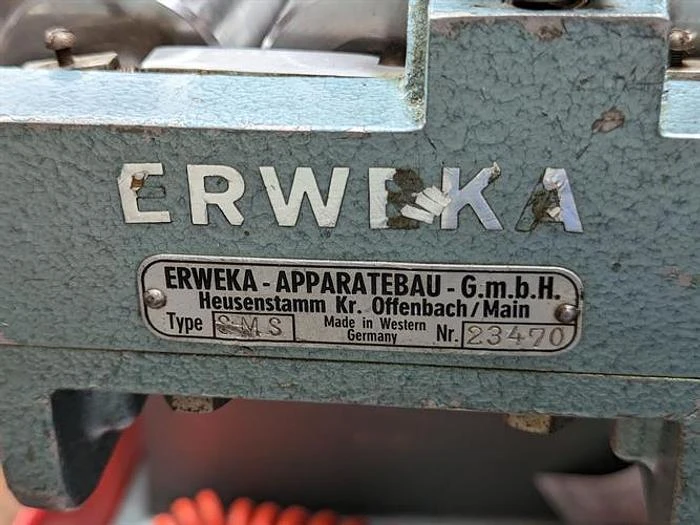 ERWEKA
ERWEKA - APPARATEBAU - G.m.b.H.
Heusenstamm Kr. Offenbach/Main
Type SMS Made in Western Germany Nr. 23470